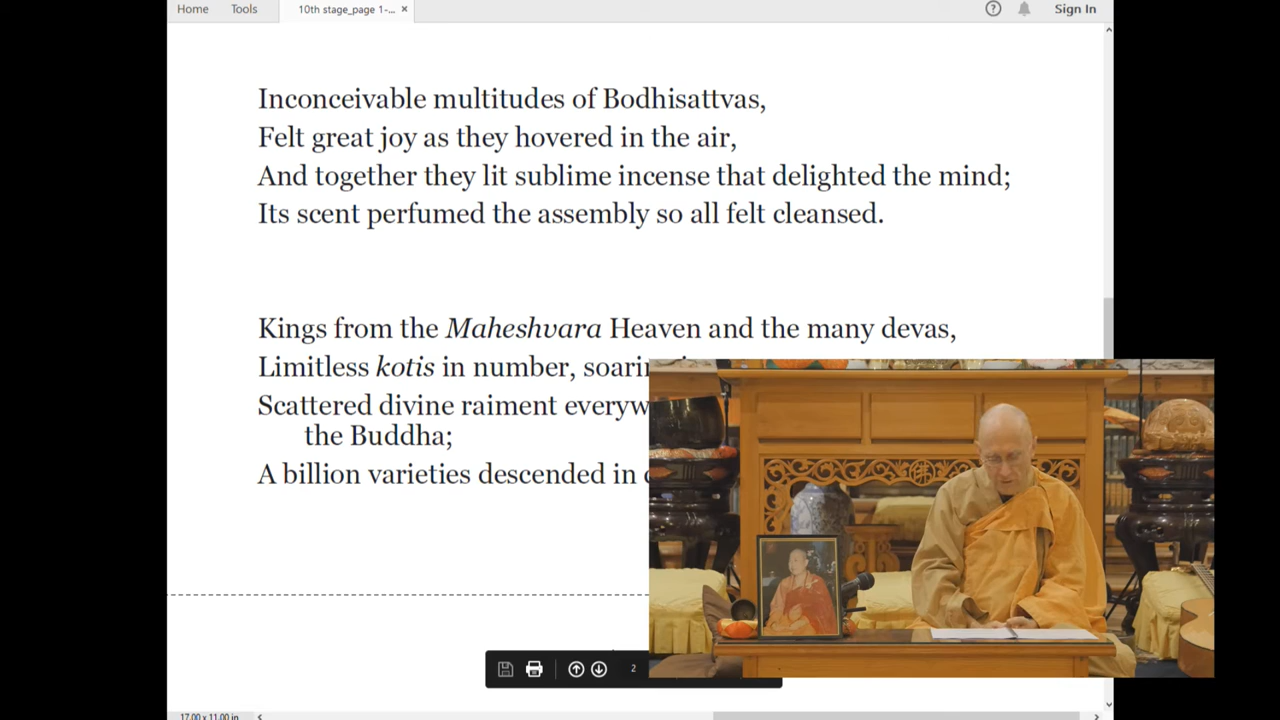 Home Tools 10th stage_page 1-... × ? Sign In
Inconceivable multitudes of Bodhisattvas,
Felt great joy as they hovered in the air,
And together they lit sublime incense that delighted the mind;
Its scent perfumed the assembly so all felt cleansed.
Kings from the Maheshvara Heaven and the many devas,
Limitless kotis in number, soarin
Scattered divine raiment everyw
the Buddha;
A billion varieties descended in
2
17.00 x 11.00 in